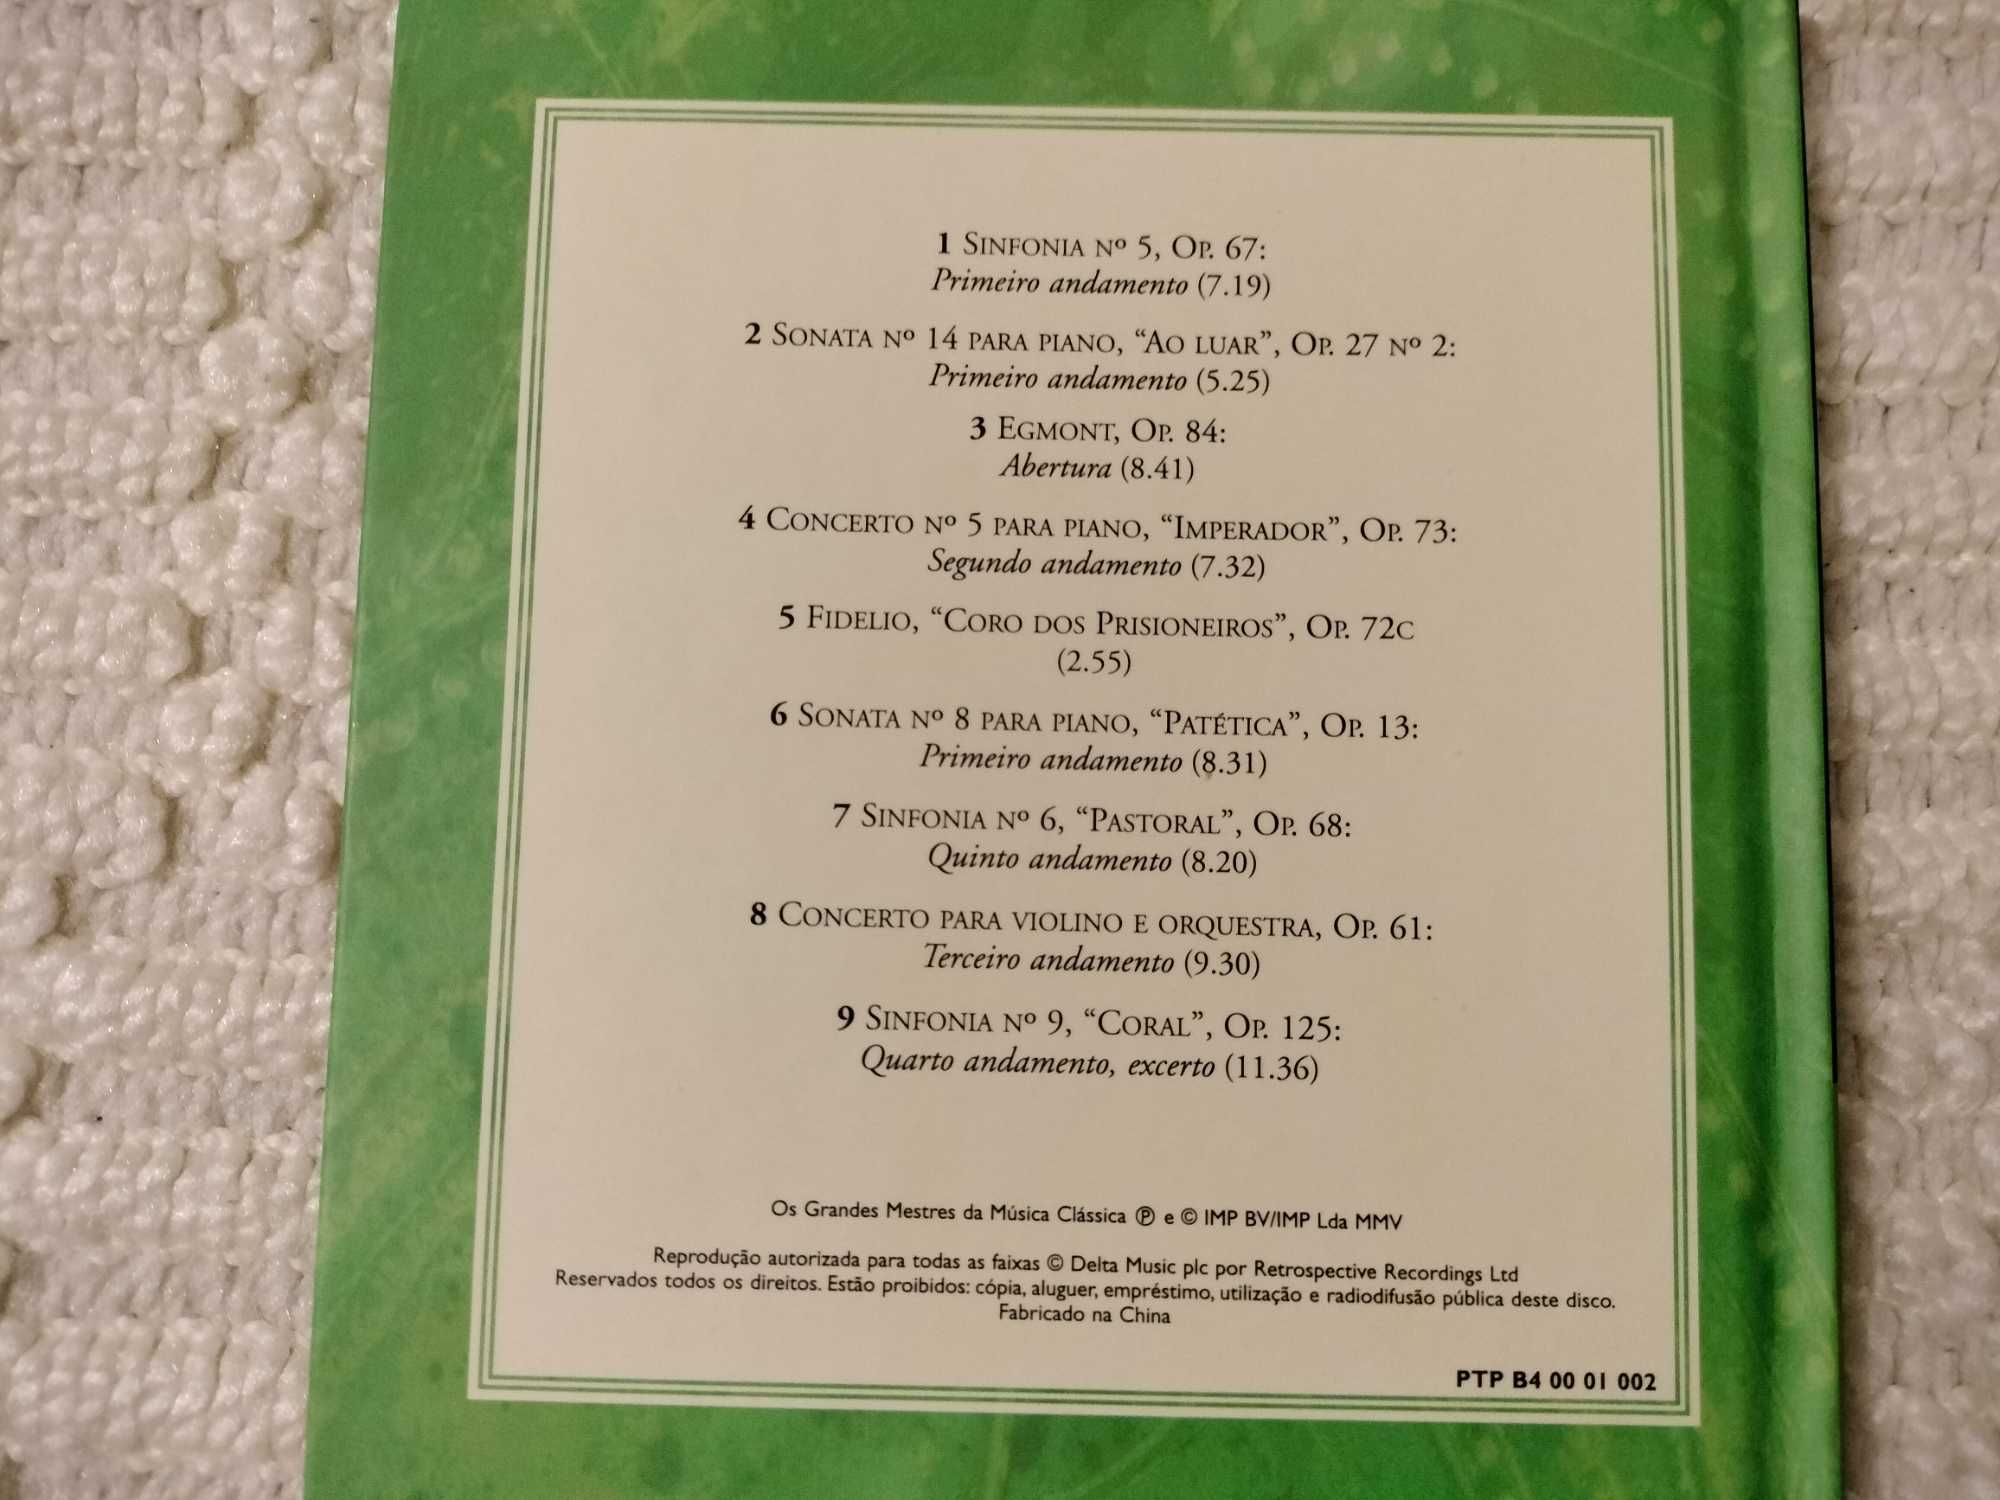 1 Sinfonia nº 5, Op. 67:
Primeiro andamento (7.19)
2 Sonata nº 14 para piano, “Ao luar”, Op. 27 nº 2:
Primeiro andamento (5.25)
3 Egmont, Op. 84:
Abertura (8.41)
4 Concerto nº 5 para piano, “Imperador”, Op. 73:
Segundo andamento (7.32)
5 Fidelio, “Coro dos Prisioneiros”, Op. 72c
(2.55)
6 Sonata nº 8 para piano, “Patética”, Op. 13:
Primeiro andamento (8.31)
7 Sinfonia nº 6, “Pastoral”, Op. 68:
Quinto andamento (8.20)
8 Concerto para violino e orquestra, Op. 61:
Terceiro andamento (9.30)
9 Sinfonia nº 9, “Coral”, Op. 125:
Quarto andamento, excerto (11.36)
Os Grandes Mestres da Música Clássica ℗ e © IMP BV/IMP Lda MMV
Reprodução autorizada para todas as faixas © Delta Music plc por Retrospective Recordings Ltd
Reservados todos os direitos. Estão proibidos: cópia, aluguer, empréstimo, utilização e radiodifusão pública deste disco.
Fabricado na China
PTP B4 00 01 002